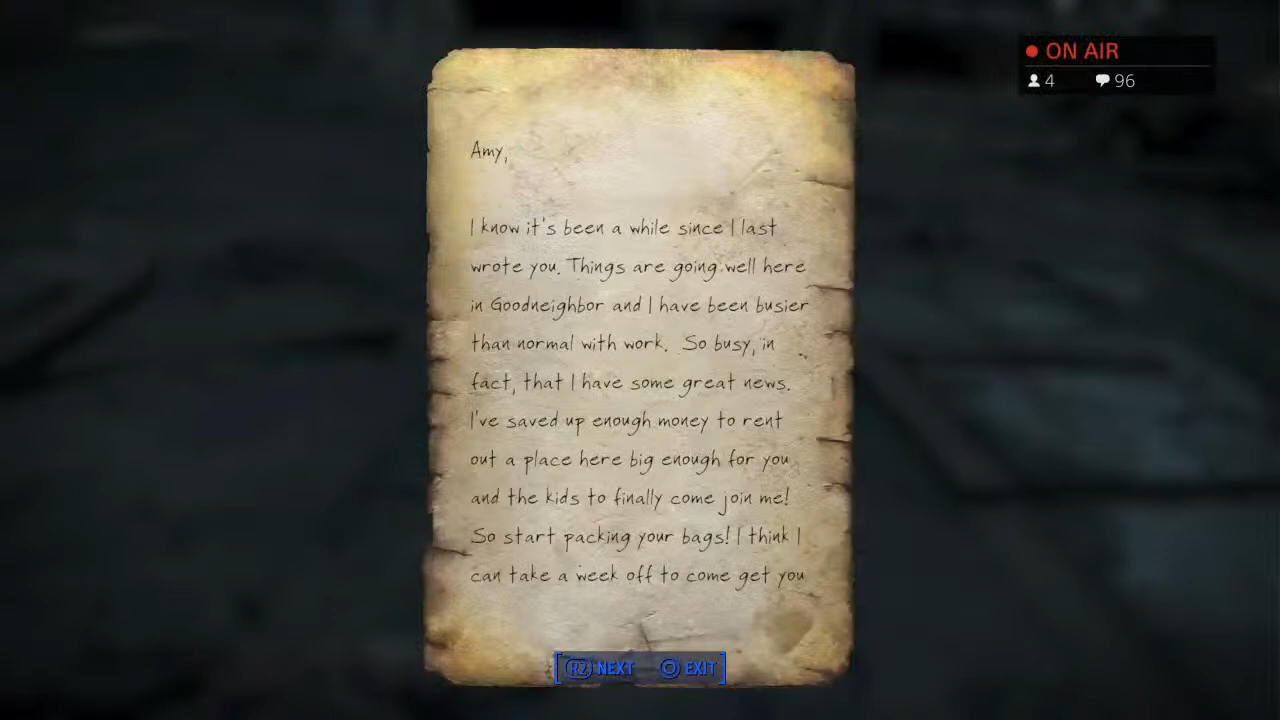 ON AIR
4 96
Amy,
I know it's been a while since I last
wrote you. Things are going well here
in Goodneighbor and I have been busier
than normal with work. So busy, in
fact, that I have some great news.
I've saved up enough money to rent
out a place here big enough for you
and the kids to finally come join me!
So start packing your bags! I think I
can take a week off to come get you
R2 NEXT O EXIT